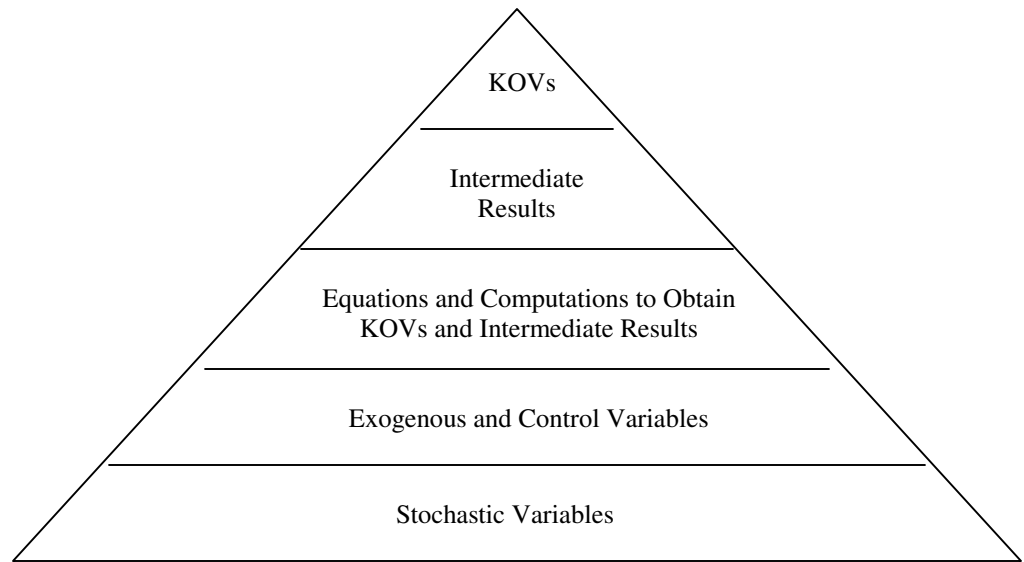 KOVs
Intermediate
Results
Equations and Computations to Obtain
KOVs and Intermediate Results
Exogenous and Control Variables
Stochastic Variables